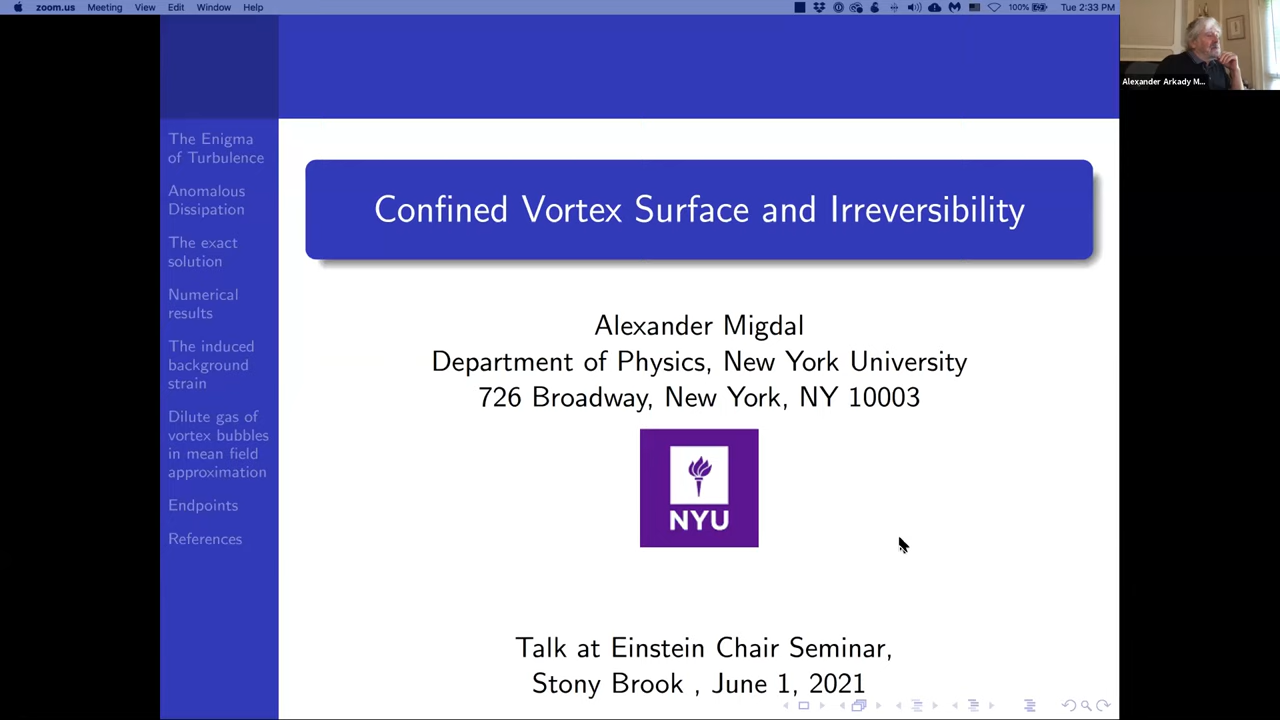 zoom.us Meeting View Edit Window Help 100% Tue 2:33 PM
Alexander Arkady M...
The Enigma
of Turbulence
Anomalous
Dissipation
The exact
solution
Numerical
results
The induced
background
strain
Dilute gas of
vortex bubbles
in mean field
approximation
Endpoints
References
Confined Vortex Surface and Irreversibility
Alexander Migdal
Department of Physics, New York University
726 Broadway, New York, NY 10003
NYU
Talk at Einstein Chair Seminar,
Stony Brook , June 1, 2021